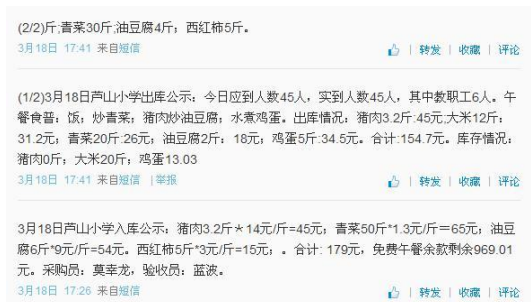 (2/2)斤;青菜30斤;油豆腐4斤；西红柿5斤。
3月18日 17:41 来自短信 | 转发 | 收藏 | 评论
(1/2)3月18日芦山小学出库公示：今日应到人数45人，实到人数45人，其中教职工6人。午
餐食普：饭；炒青菜；猪肉炒油豆腐；水煮鸡蛋。出库情况：猪肉3.2斤:45元;大米12斤：
31.2元；青菜20斤:26元；油豆腐2斤：18元；鸡蛋5斤:34.5元。合计:154.7元。库存情况：
猪肉0斤；大米20斤；鸡蛋13.03
3月18日 17:41 来自短信 | 举报 | 转发 | 收藏 | 评论
3月18日芦山小学入库公示：猪肉3.2斤＊14元/斤=45元；青菜50斤*1.3元/斤＝65元；油豆
腐6斤*9元/斤=54元。西红柿5斤*3元/斤=15元；。合计: 179元，免费午餐余款剩余969.01
元。采购员：莫幸龙，验收员：蓝波。
3月18日 17:26 来自短信 | 转发 | 收藏 | 评论